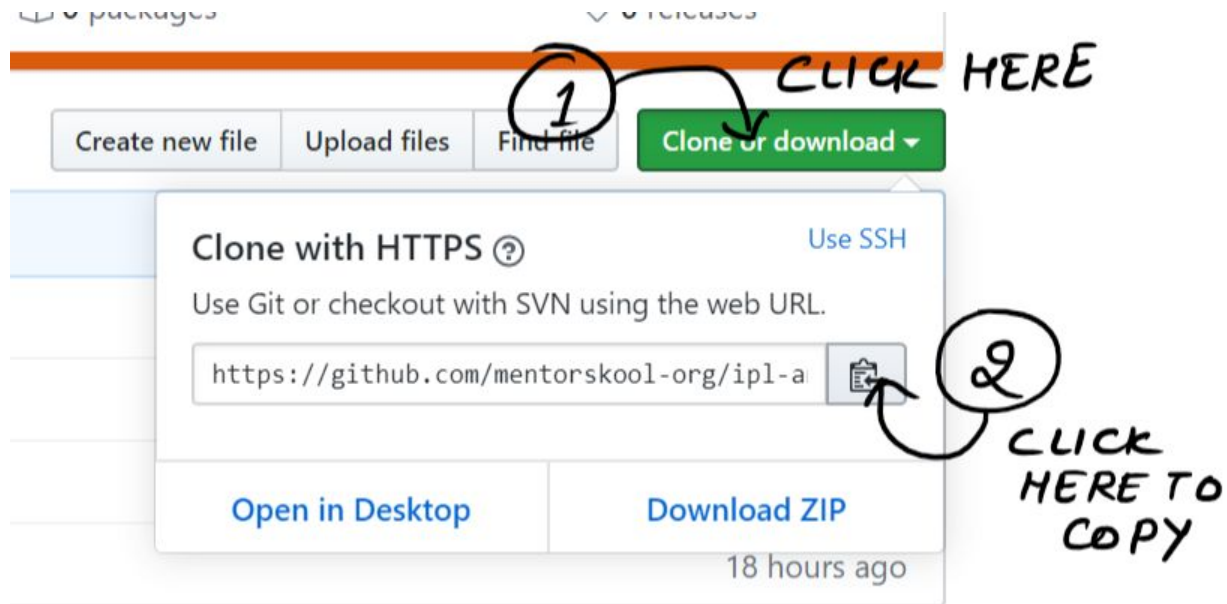 0 packages
0 releases
1
CLICK HERE
Create new file
Upload files
Find file
Clone or download
Clone with HTTPS
Use SSH
Use Git or checkout with SVN using the web URL.
https://github.com/mentorskool-org/ipl-a
2
CLICK
HERE TO
COPY
Open in Desktop
Download ZIP
18 hours ago